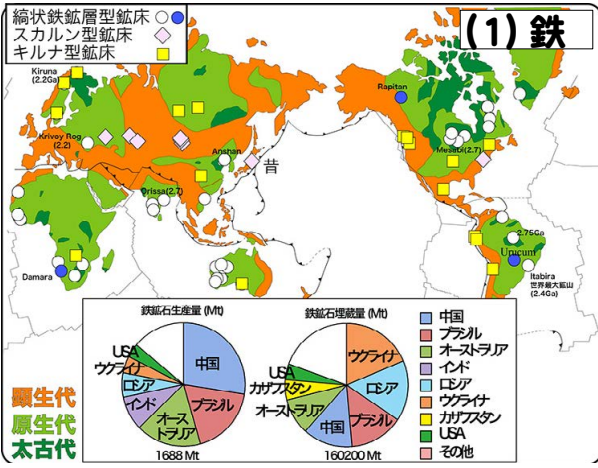 縞状鉄鉱層型鉱床
スカルン型鉱床
キルナ型鉱床
(1) 鉄
Kiruna
(2.2Ga)
Rapitan
Krivoy Rog
(2.2)
Anshan
昔
Mesabi(2.7)
Orissa(2.7)
2.75Ga
Urucum
Damara
Itabira
世界最大鉱山
(2.4Ga)
顕生代
原生代
太古代
鉄鉱石生産量 (Mt)
USA
ウクライナ
ロシア
インド
オース
トラリア
ブラジル
中国
1688 Mt
鉄鉱石埋蔵量 (Mt)
USA
カザフスタン
オーストラリア
中国
ブラジル
ロシア
ウクライナ
160200 Mt
中国
ブラジル
オーストラリア
インド
ロシア
ウクライナ
カザフスタン
USA
その他